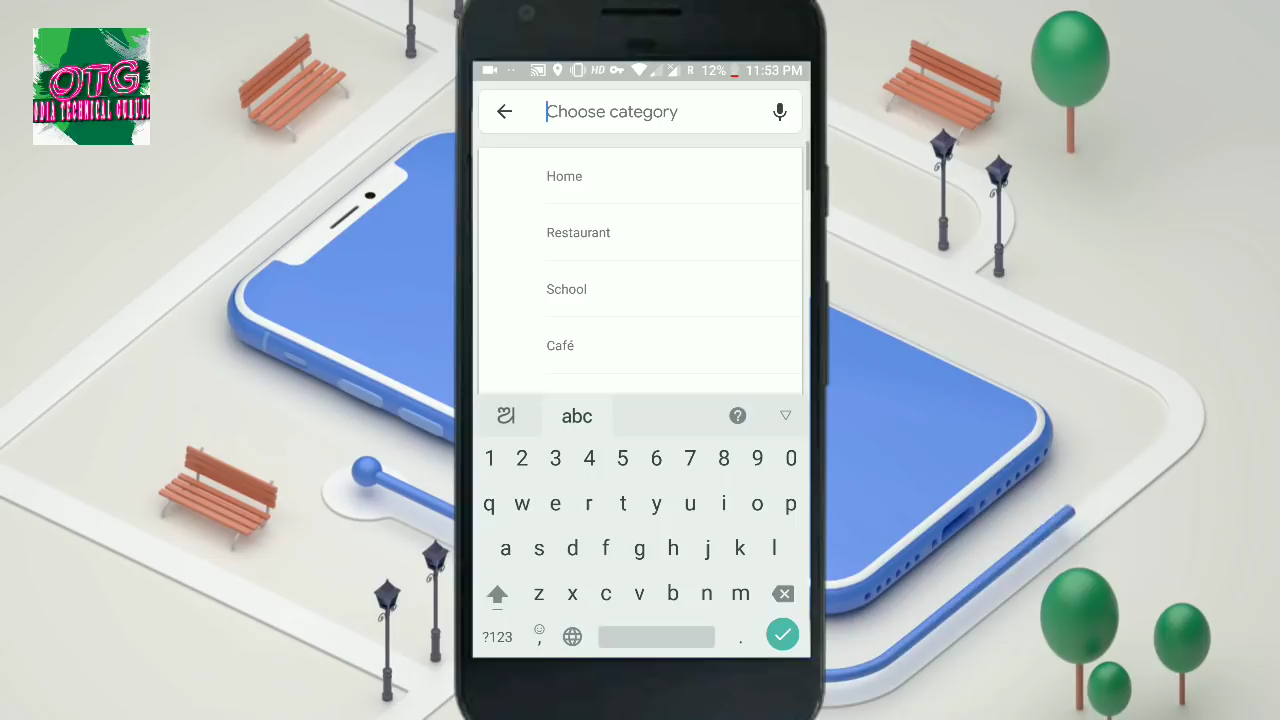 OTG
HD R 12% 11:53 PM
Choose category
Home
Restaurant
School
Café
ଅ abc
1 2 3 4 5 6 7 8 9 0
q w e r t y u i o p
a s d f g h j k l
z x c v b n m
?123 , .